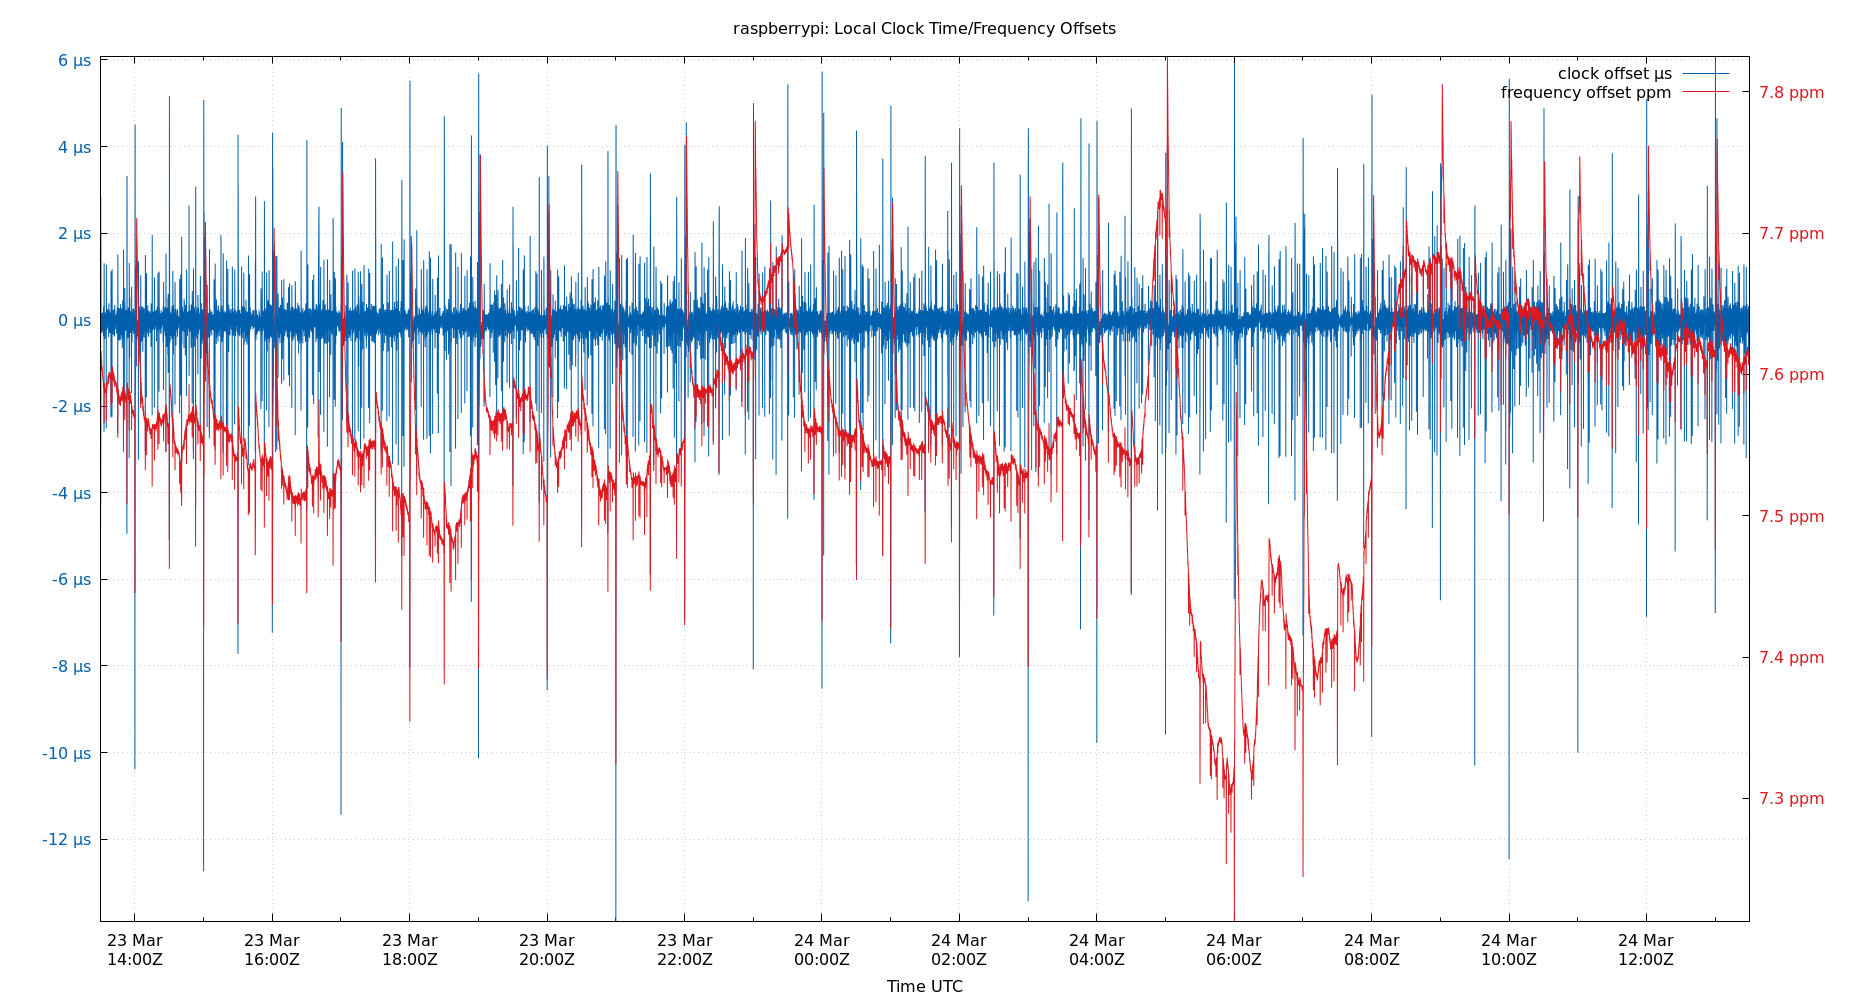 raspberrypi: Local Clock Time/Frequency Offsets
clock offset µs
frequency offset ppm
6 µs
4 µs
2 µs
0 µs
-2 µs
-4 µs
-6 µs
-8 µs
-10 µs
-12 µs
7.8 ppm
7.7 ppm
7.6 ppm
7.5 ppm
7.4 ppm
7.3 ppm
23 Mar 23 Mar 23 Mar 23 Mar 23 Mar 24 Mar 24 Mar 24 Mar 24 Mar 24 Mar 24 Mar 24 Mar
14:00Z 16:00Z 18:00Z 20:00Z 22:00Z 00:00Z 02:00Z 04:00Z 06:00Z 08:00Z 10:00Z 12:00Z
Time UTC